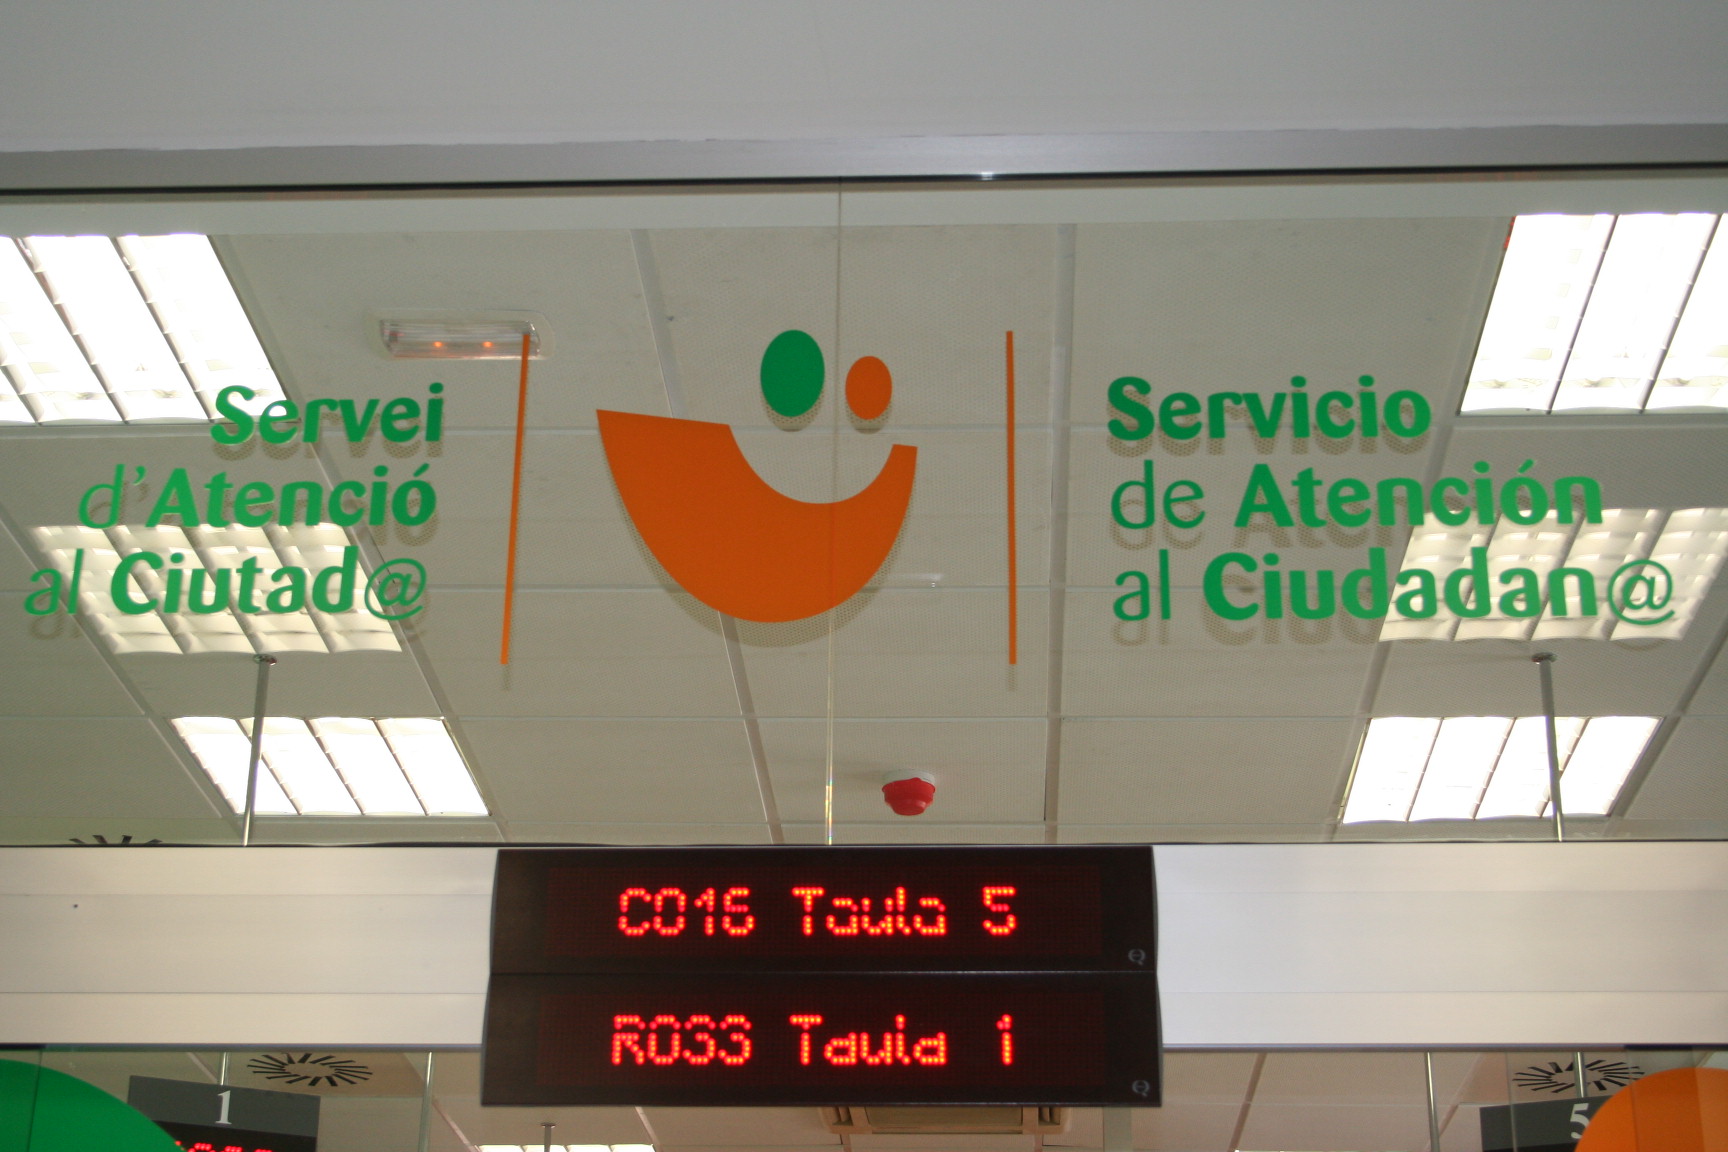 Servei
d'Atenció
al Ciutad@
Servicio
de Atención
al Ciudadan@
C016 Taula 5
R033 Taula 1
1
5